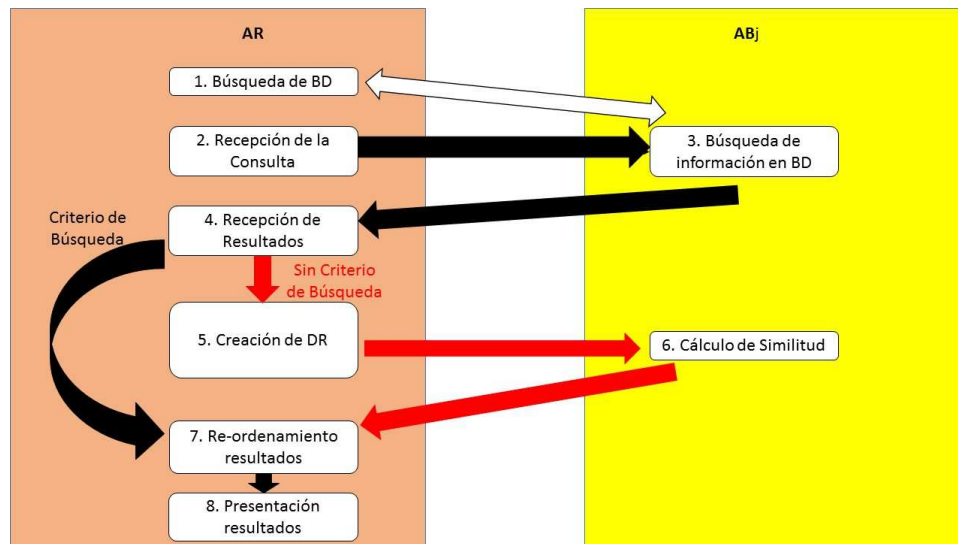 AR
ABj
1. Búsqueda de BD
2. Recepción de la
Consulta
3. Búsqueda de
información en BD
Criterio de
Búsqueda
4. Recepción de
Resultados
Sin Criterio
de Búsqueda
5. Creación de DR
6. Cálculo de Similitud
7. Re-ordenamiento
resultados
8. Presentación
resultados